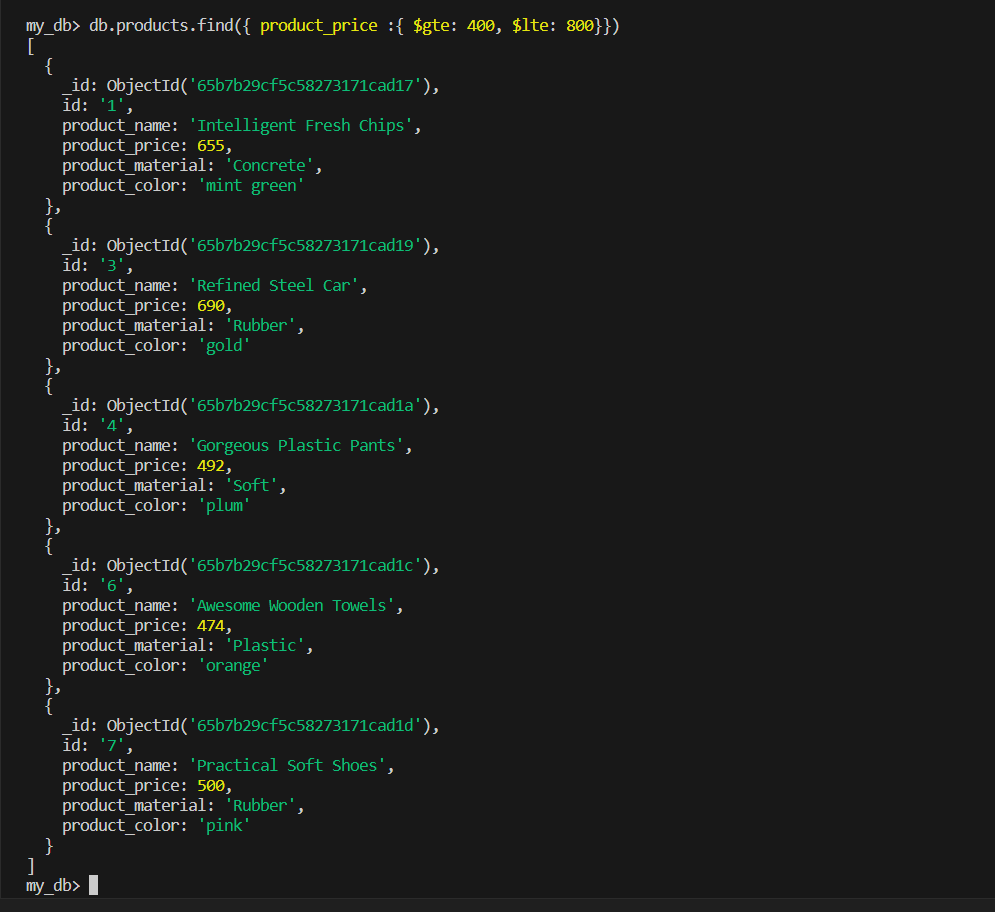 my_db> db.products.find({ product_price :{ $gte: 400, $lte: 800}})
[
  {
    _id: ObjectId('65b7b29cf5c58273171cad17'),
    id: '1',
    product_name: 'Intelligent Fresh Chips',
    product_price: 655,
    product_material: 'Concrete',
    product_color: 'mint green'
  },
  {
    _id: ObjectId('65b7b29cf5c58273171cad19'),
    id: '3',
    product_name: 'Refined Steel Car',
    product_price: 690,
    product_material: 'Rubber',
    product_color: 'gold'
  },
  {
    _id: ObjectId('65b7b29cf5c58273171cad1a'),
    id: '4',
    product_name: 'Gorgeous Plastic Pants',
    product_price: 492,
    product_material: 'Soft',
    product_color: 'plum'
  },
  {
    _id: ObjectId('65b7b29cf5c58273171cad1c'),
    id: '6',
    product_name: 'Awesome Wooden Towels',
    product_price: 474,
    product_material: 'Plastic',
    product_color: 'orange'
  },
  {
    _id: ObjectId('65b7b29cf5c58273171cad1d'),
    id: '7',
    product_name: 'Practical Soft Shoes',
    product_price: 500,
    product_material: 'Rubber',
    product_color: 'pink'
  }
]
my_db>